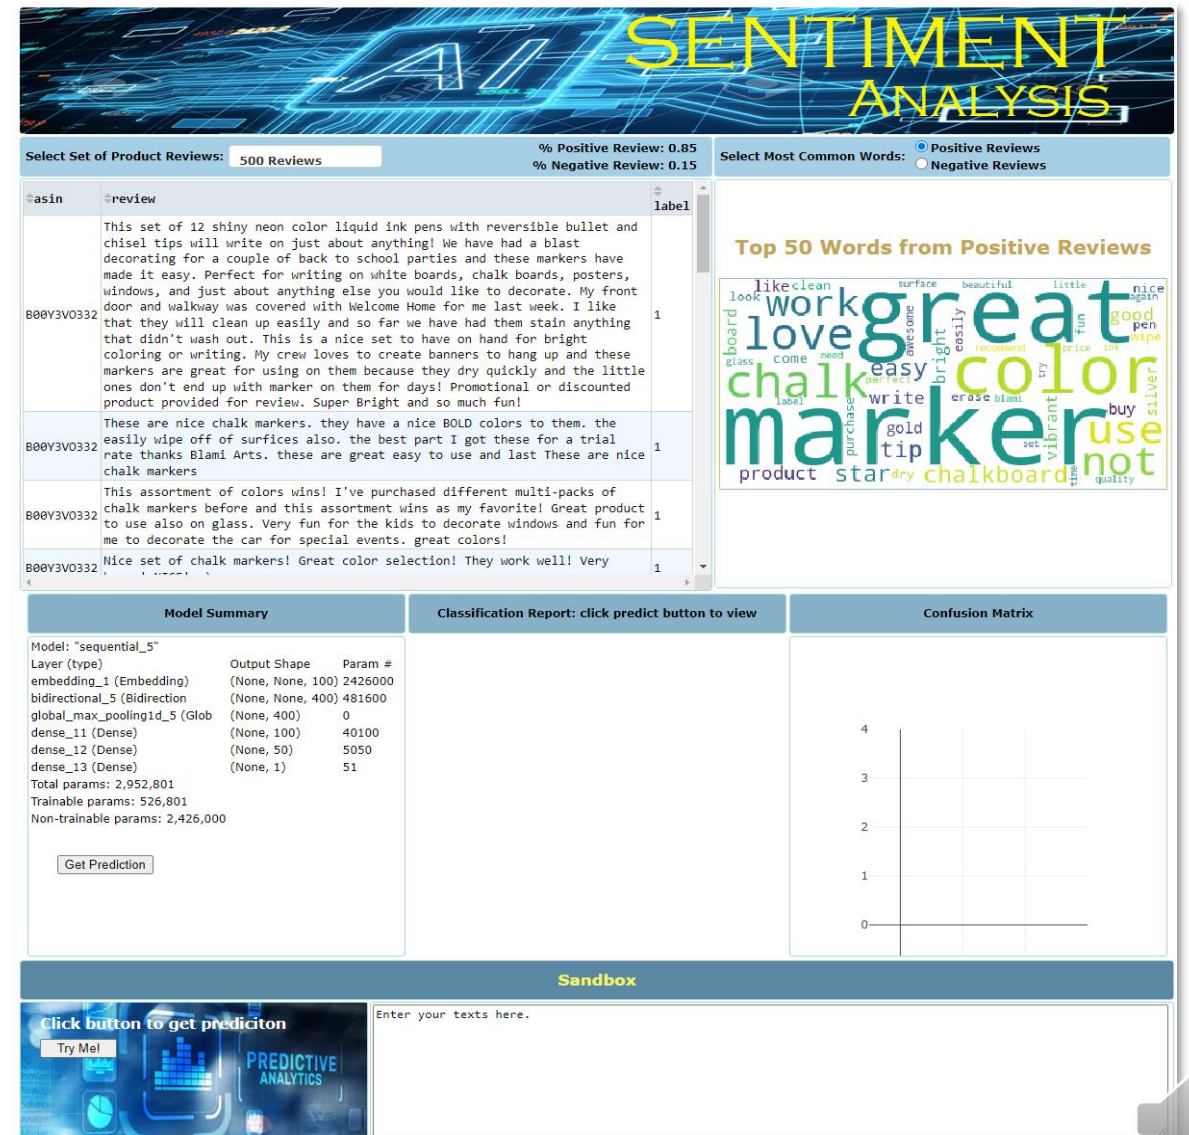 AI
SENTIMENT
ANALYSIS
Select Set of Product Reviews:
500 Reviews
% Positive Review: 0.85
% Negative Review: 0.15
Select Most Common Words:
Positive Reviews
Negative Reviews
asin review label
This set of 12 shiny neon color liquid ink pens with reversible bullet and
chisel tips will write on just about anything! We have had a blast
decorating for a couple of back to school parties and these markers have
made it easy. Perfect for writing on white boards, chalk boards, posters,
windows, and just about anything else you would like to decorate. My front
door and walkway was covered with Welcome Home for me last week. I like
B00Y3VO332 that they will clean up easily and so far we have had them stain anything 1
that didn't wash out. This is a nice set to have on hand for bright
coloring or writing. My crew loves to create banners to hang up and these
markers are great for using on them because they dry quickly and the little
ones don't end up with marker on them for days! Promotional or discounted
product provided for review. Super Bright and so much fun!
These are nice chalk markers. they have a nice BOLD colors to them. the
B00Y3VO332 easily wipe off of surfices also. the best part I got these for a trial 1
rate thanks Blami Arts. these are great easy to use and last These are nice
chalk markers
This assortment of colors wins! I've purchased different multi-packs of
B00Y3VO332 chalk markers before and this assortment wins as my favorite! Great product 1
to use also on glass. Very fun for the kids to decorate windows and fun for
me to decorate the car for special events. great colors!
B00Y3VO332 Nice set of chalk markers! Great color selection! They work well! Very 1
Top 50 Words from Positive Reviews
like clean surface beautiful little nice
look work great again
board love awesome easily fun good pen
glass come need bright recommend price ink wipe
chalk easy perfect color try silver
label write erase blami buy
marker purchase gold set vibrant use
tip not
product star dry chalkboard time quality
Model Summary
Classification Report: click predict button to view
Confusion Matrix
Model: "sequential_5"
Layer (type) Output Shape Param #
embedding_1 (Embedding) (None, None, 100) 2426000
bidirectional_5 (Bidirection (None, None, 400) 481600
global_max_pooling1d_5 (Glob (None, 400) 0
dense_11 (Dense) (None, 100) 40100
dense_12 (Dense) (None, 50) 5050
dense_13 (Dense) (None, 1) 51
Total params: 2,952,801
Trainable params: 526,801
Non-trainable params: 2,426,000
Get Prediction
4
3
2
1
0
Sandbox
Click button to get prediciton
Try Me!
PREDICTIVE
ANALYTICS
Enter your texts here.